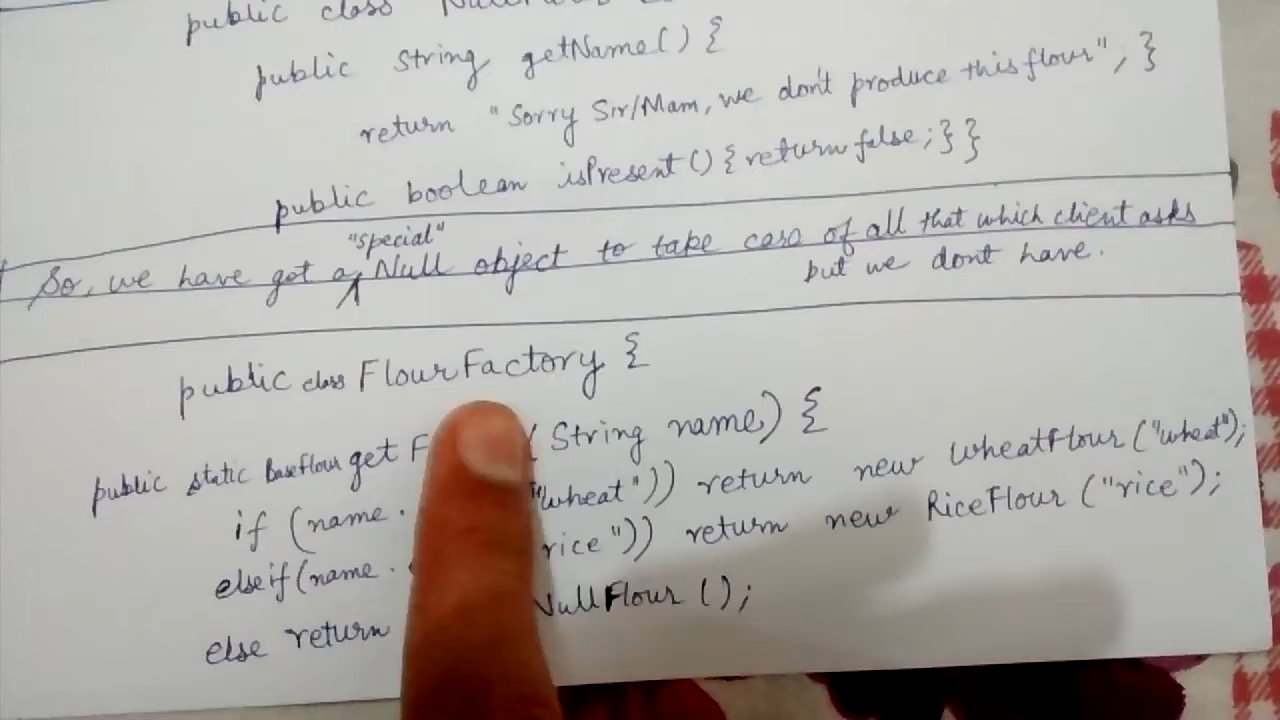 public class
public String getName() {
return "Sorry Sir/Mam, we don't produce this flour"; }
public boolean isPresent() { return false; } }
"special"
So, we have got a Null object to take care of all that which client asks
but we dont have.
public class FlourFactory {
public static BaseFlour get F ( String name) {
if (name. "wheat")) return new WheatFlour ("wheat");
elseif (name. rice")) return new RiceFlour ("rice");
else return NullFlour ();